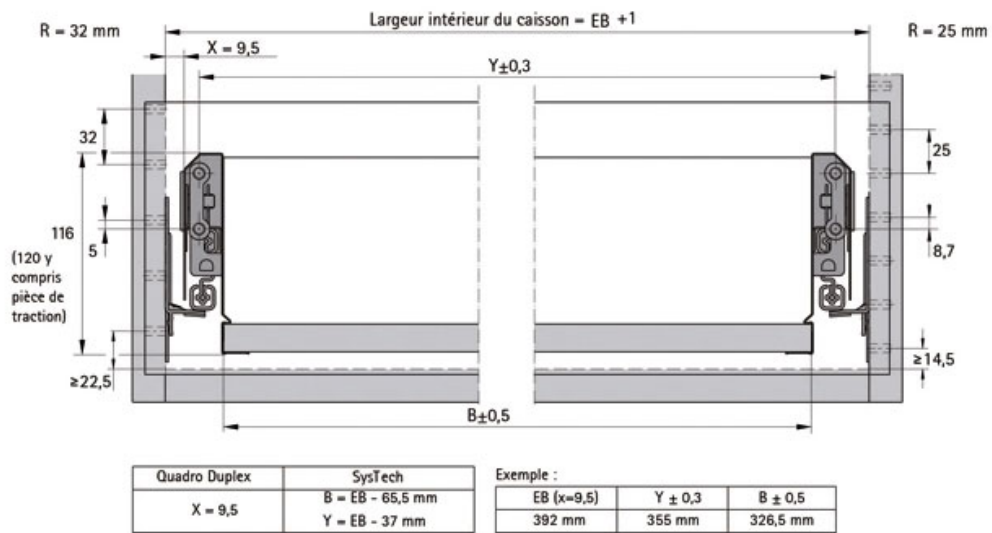 Largeur intérieur du caisson = EB +1
R = 32 mm
R = 25 mm
X = 9,5
Y±0,3
32
25
116
5
8,7
(120 y
compris
pièce de
traction)
≥22,5
≥14,5
B±0,5
Quadro Duplex SysTech
X = 9,5 B = EB - 65,5 mm
Y = EB - 37 mm
Exemple :
EB (x=9,5) Y ± 0,3 B ± 0,5
392 mm 355 mm 326,5 mm